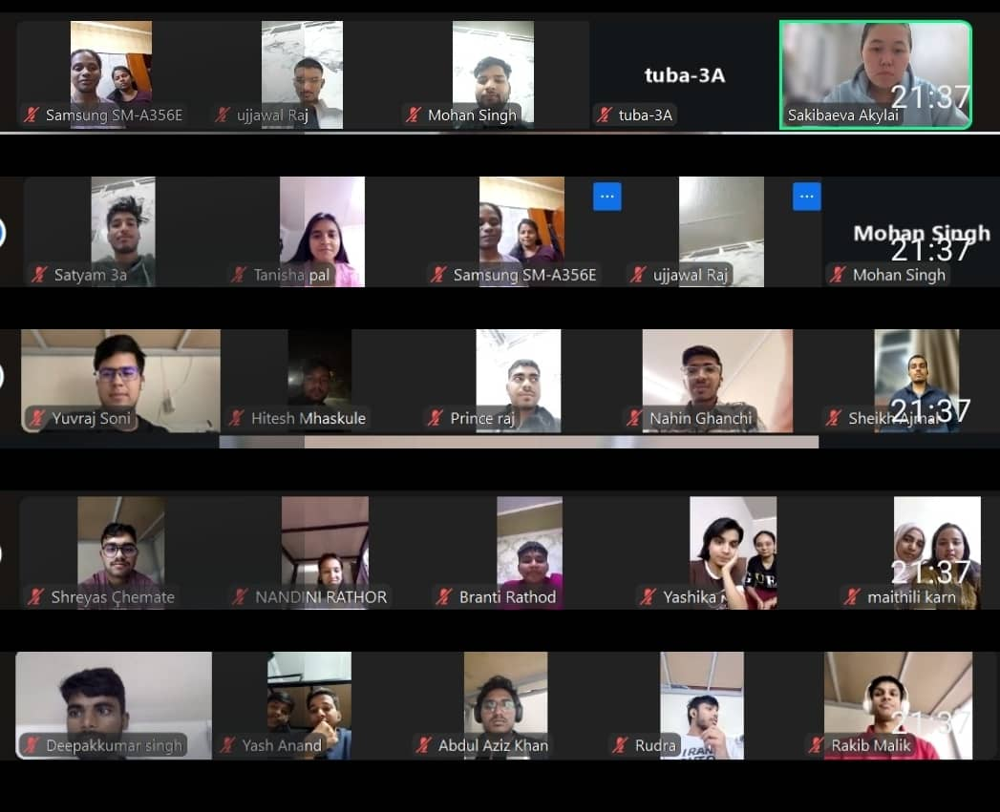 tuba-3A
21:37
Samsung SM-A356E
ujjawal Raj
Mohan Singh
tuba-3A
Sakibaeva Akylai
Mohan Singh
21:37
Satyam 3a
Tanisha pal
Samsung SM-A356E
ujjawal Raj
Mohan Singh
21:37
Yuvraj Soni
Hitesh Mhaskule
Prince raj
Nahin Ghanchi
Sheikh Ajmal
GUE
21:37
Shreyas Chemate
NANDINI RATHOR
Branti Rathod
Yashika
maithili karn
21:37
Deepakkumar singh
Yash Anand
Abdul Aziz Khan
Rudra
Rakib Malik
IRAN